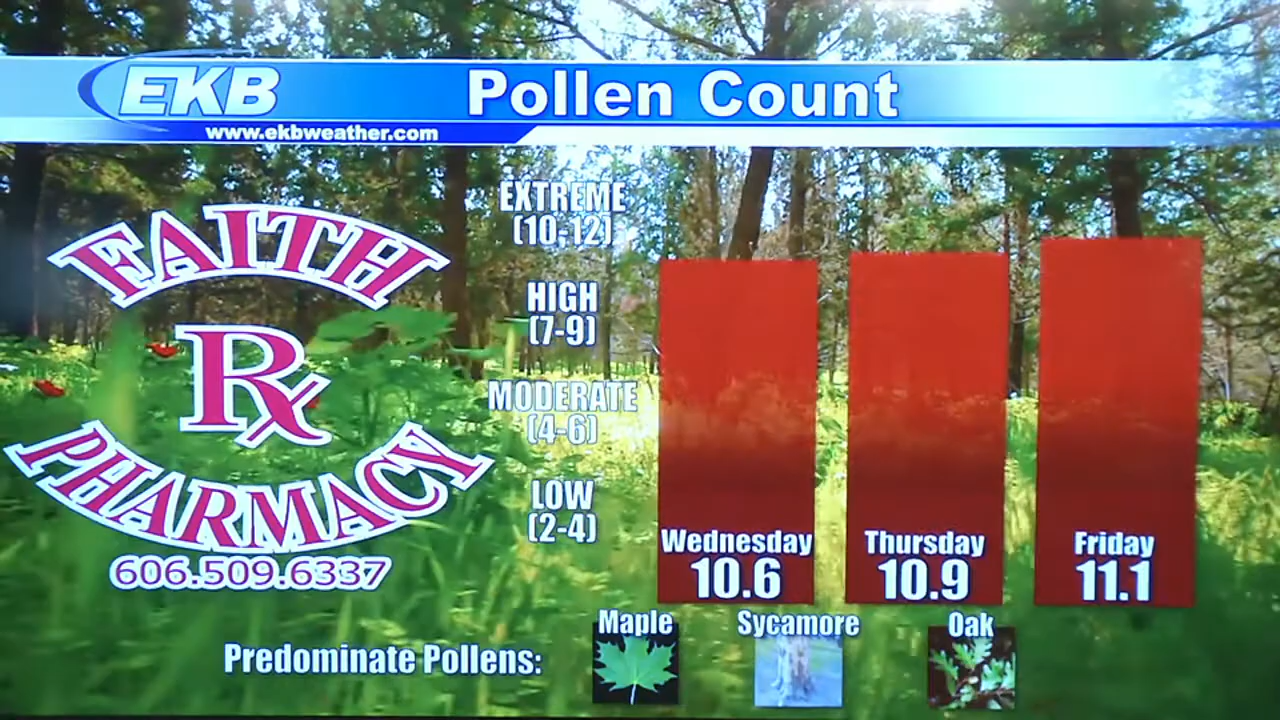 EKB
Pollen Count
www.ekbweather.com
FAITH
Rx
PHARMACY
606.509.6337
EXTREME
(10-12)
HIGH
(7-9)
MODERATE
(4-6)
LOW
(2-4)
Wednesday
10.6
Thursday
10.9
Friday
11.1
Predominate Pollens:
Maple
Sycamore
Oak